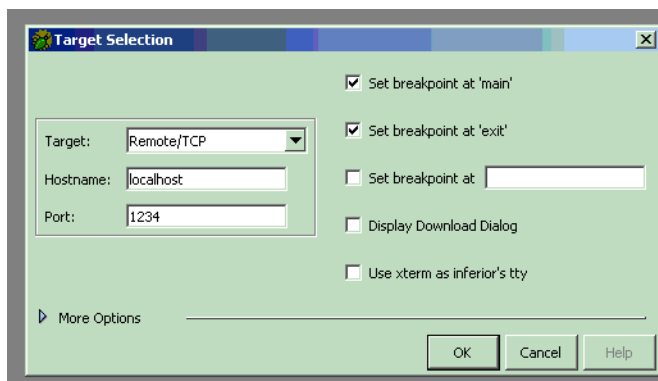 Target Selection
Set breakpoint at 'main'
Target: Remote/TCP
Set breakpoint at 'exit'
Hostname: localhost
Set breakpoint at
Port: 1234
Display Download Dialog
Use xterm as inferior's tty
More Options
OK Cancel Help